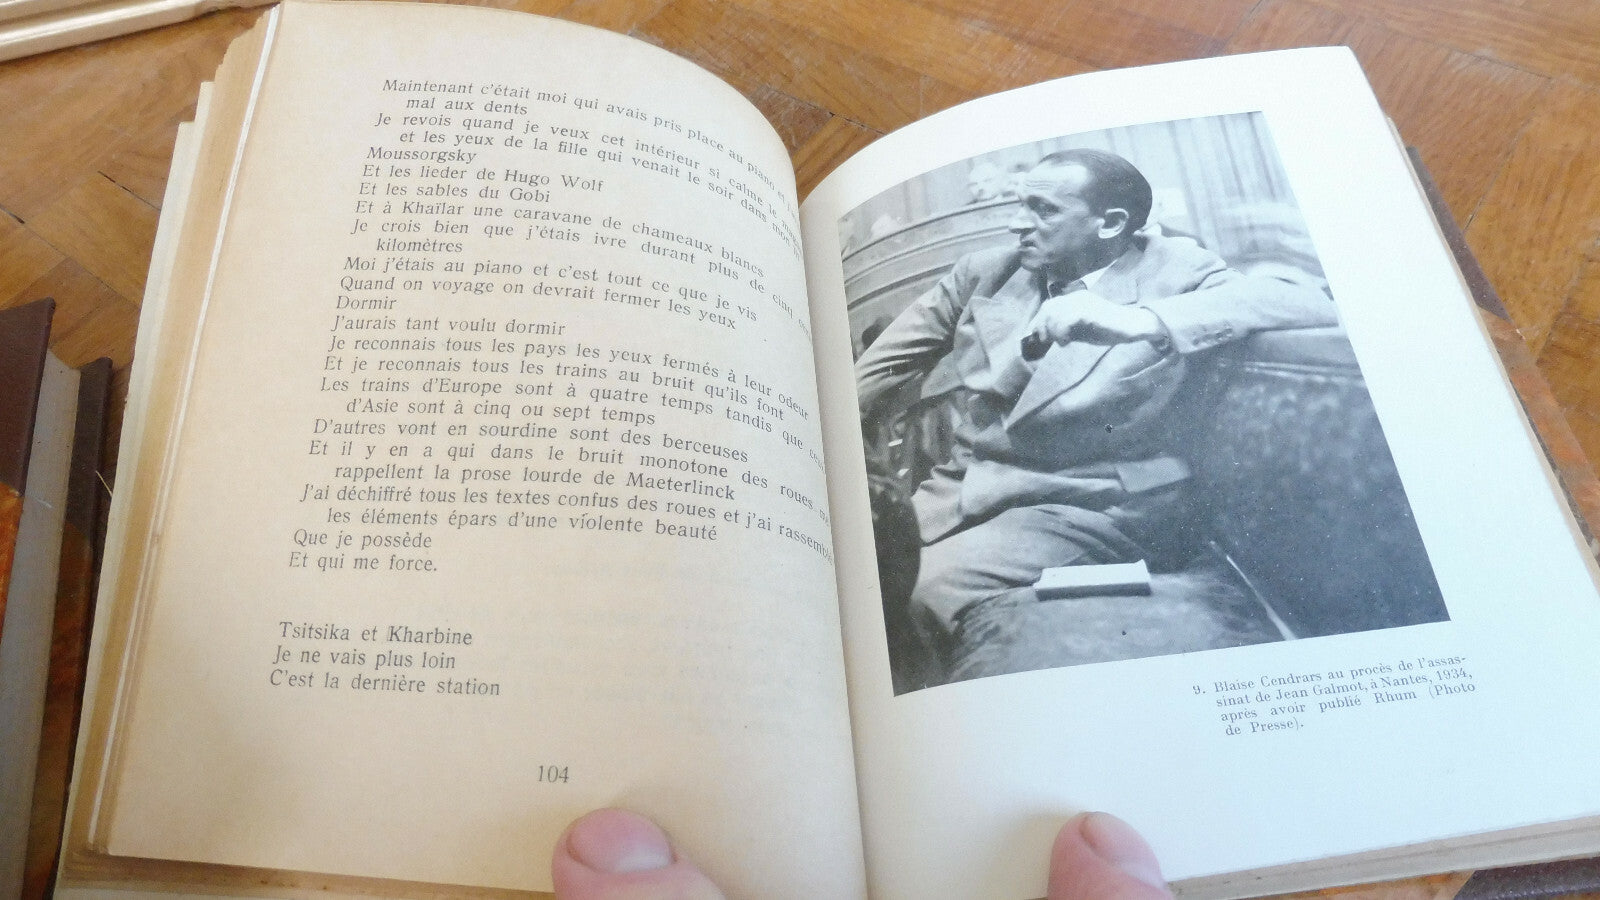 Maintenant c'était moi qui avais pris place au piano et j'
mal aux dents
Je revois quand je veux cet intérieur si calme le
et les yeux de la fille qui venait le soir dans mon
Moussorgsky
Et les lieder de Hugo Wolf
Et les sables du Gobi
Et à Khaïlar une caravane de chameaux blancs
Je crois bien que j'étais ivre durant plus de cinq
kilomètres
Moi j'étais au piano et c'est tout ce que je vis
Quand on voyage on devrait fermer les yeux
Dormir
J'aurais tant voulu dormir
Je reconnais tous les pays les yeux fermés à leur odeur
Et je reconnais tous les trains au bruit qu'ils font
Les trains d'Europe sont à quatre temps tandis que ceux
d'Asie sont à cinq ou sept temps
D'autres vont en sourdine sont des berceuses
Et il y en a qui dans le bruit monotone des roues me
rappellent la prose lourde de Maeterlinck
J'ai déchiffré tous les textes confus des roues et j'ai rassemblé
les éléments épars d'une violente beauté
Que je possède
Et qui me force.
Tsitsika et Kharbine
Je ne vais plus loin
C'est la dernière station
104
9. Blaise Cendrars au procès de l'assas-
sinat de Jean Galmot, à Nantes, 1934,
après avoir publié Rhum (Photo
de Presse).